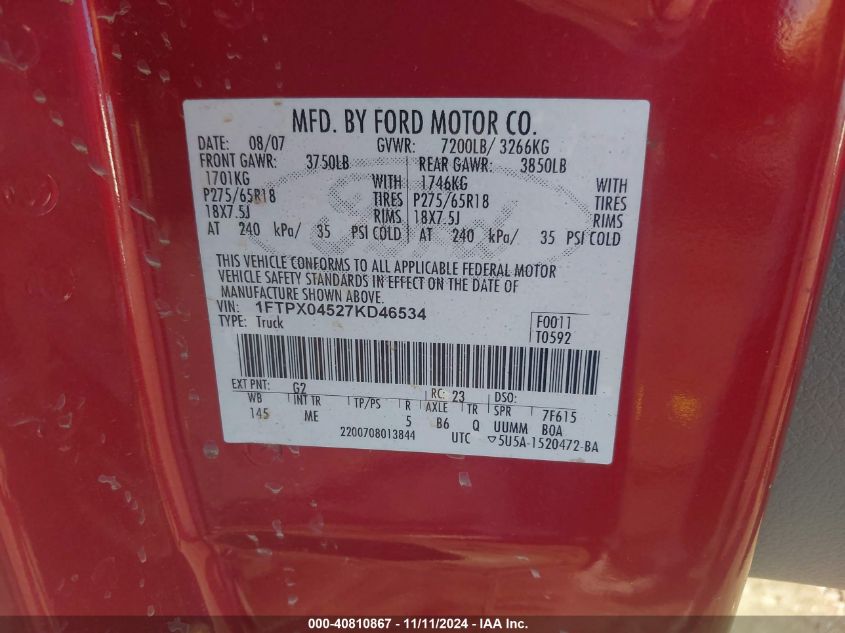 MFD. BY FORD MOTOR CO.
DATE: 08/07 GVWR: 7200LB/ 3266KG
FRONT GAWR: 3750LB REAR GAWR: 3850LB
1701KG WITH 1746KG WITH
P275/65R18 TIRES P275/65R18 TIRES
18X7.5J RIMS 18X7.5J RIMS
AT 240 kPa/ 35 PSI COLD AT 240 kPa/ 35 PSI COLD
THIS VEHICLE CONFORMS TO ALL APPLICABLE FEDERAL MOTOR
VEHICLE SAFETY STANDARDS IN EFFECT ON THE DATE OF
MANUFACTURE SHOWN ABOVE.
VIN: 1FTPX04527KD46534 F0011
TYPE: Truck T0592
EXT PNT: G2 RC: 23 DSO:
WB INT TR TP/PS R AXLE TR SPR 7F615
145 ME 5 B6 Q UUMM BOA
2200708013844 UTC ▽5U5A-1520472-BA
000-40810867 - 11/11/2024 - IAA Inc.